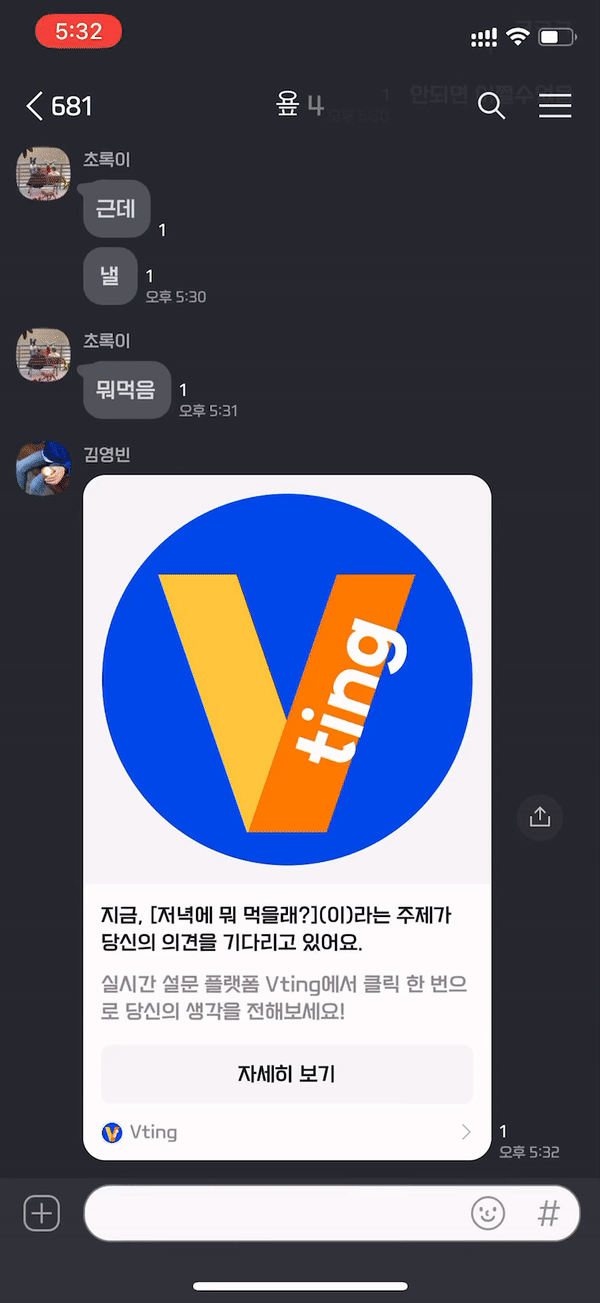 5:32
681
욮 4
초록이
근데
1
낼
1
오후 5:30
초록이
뭐먹음
1
오후 5:31
김영빈
Vting
지금, [저녁에 뭐 먹을래?](이)라는 주제가
당신의 의견을 기다리고 있어요.
실시간 설문 플랫폼 Vting에서 클릭 한 번으
로 당신의 생각을 전해보세요!
자세히 보기
Vting
1
오후 5:32
#